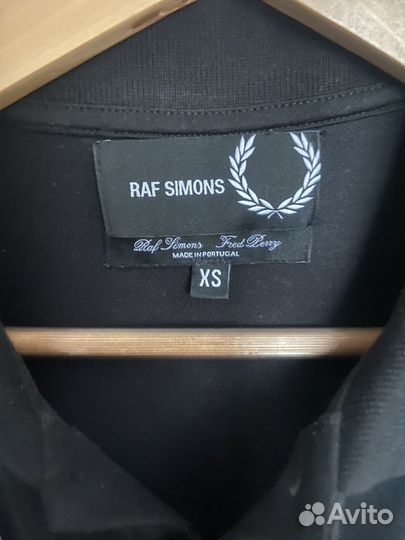 RAF SIMONS
Raf Simons Fred Perry
MADE IN PORTUGAL
XS
Avito